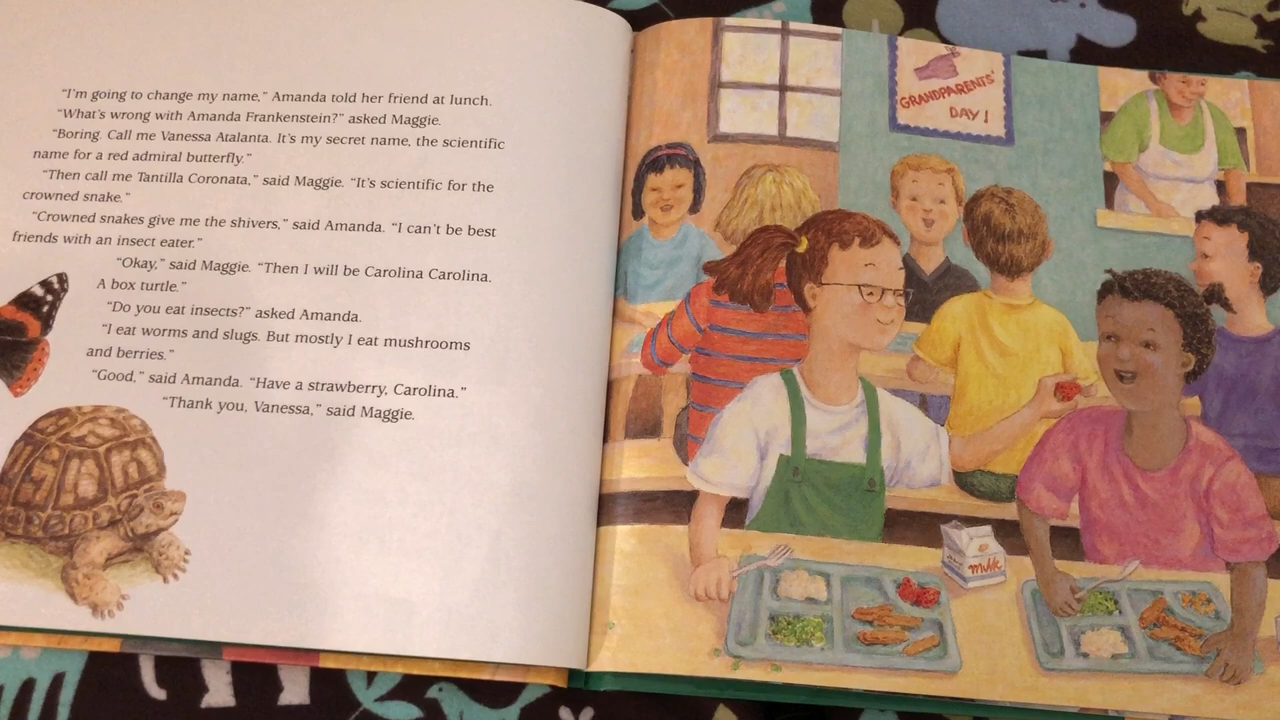 "I'm going to change my name," Amanda told her friend at lunch.
"What's wrong with Amanda Frankenstein?" asked Maggie.
"Boring. Call me Vanessa Atalanta. It's my secret name, the scientific
name for a red admiral butterfly."
"Then call me Tantilla Coronata," said Maggie. "It's scientific for the
crowned snake."
"Crowned snakes give me the shivers," said Amanda. "I can't be best
friends with an insect eater."
"Okay," said Maggie. "Then I will be Carolina Carolina.
A box turtle."
"Do you eat insects?" asked Amanda.
"I eat worms and slugs. But mostly I eat mushrooms
and berries."
"Good," said Amanda. "Have a strawberry, Carolina."
"Thank you, Vanessa," said Maggie.
GRANDPARENTS'
DAY!
Milk